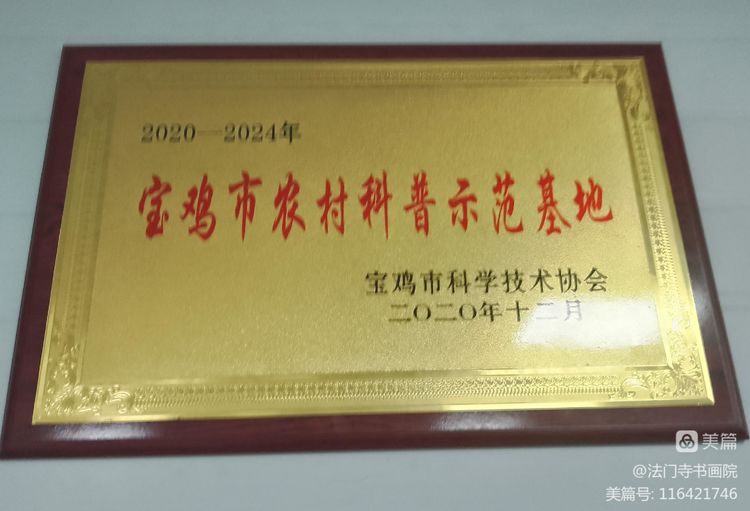 2020—2024年
宝鸡市农村科普示范基地
宝鸡市科学技术协会
二〇二〇年十二月
美篇
@法门寺书画院
美篇号: 116421746